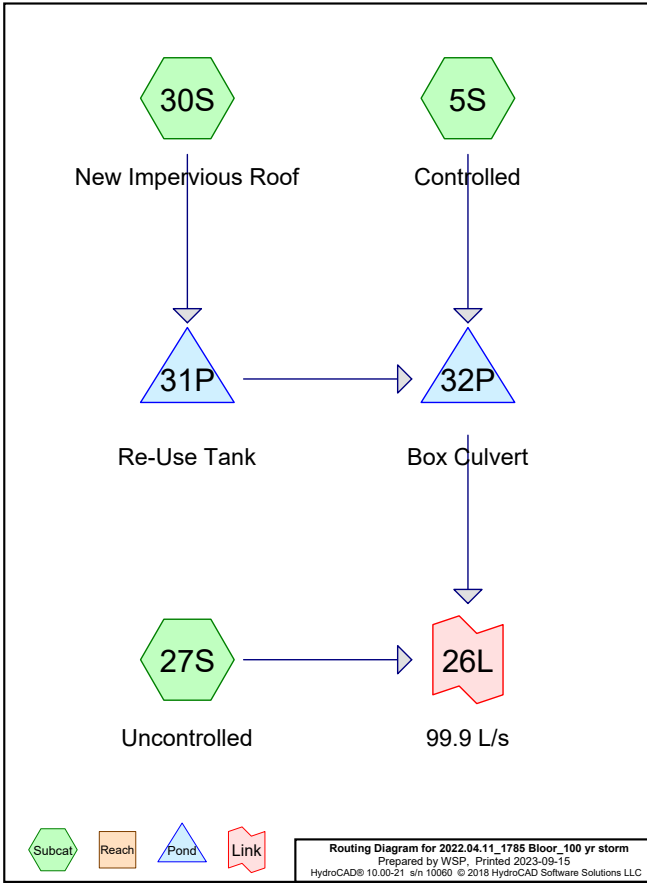 30S
5S
New Impervious Roof
Controlled
31P
32P
Re-Use Tank
Box Culvert
27S
26L
Uncontrolled
99.9 L/s
Subcat
Reach
Pond
Link
Routing Diagram for 2022.04.11_1785 Bloor_100 yr storm
Prepared by WSP, Printed 2023-09-15
HydroCAD® 10.00-21 s/n 10060 © 2018 HydroCAD Software Solutions LLC